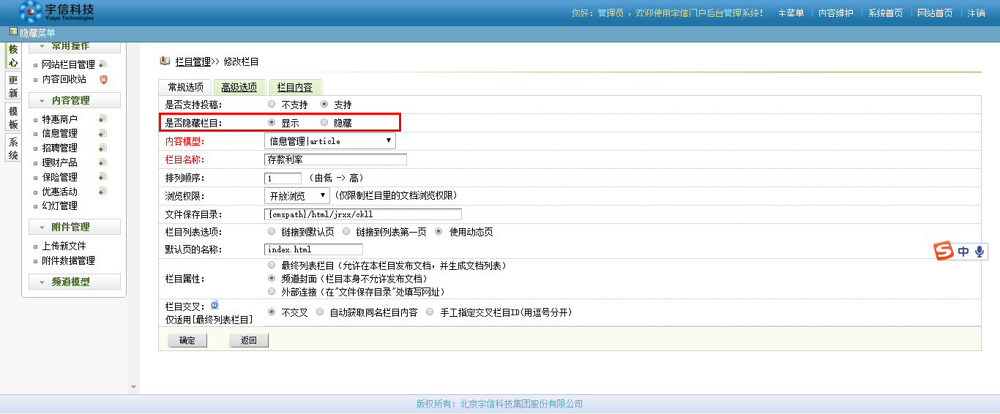 宇信科技
Yusys Technologies
您好：管理员 ，欢迎使用宇信门户后台管理系统！ 主菜单 内容维护 系统首页 网站首页 注销
隐藏菜单
核心
更新
模板
系统
常用操作
网站栏目管理
内容回收站
内容管理
特惠商户
信息管理
招聘管理
理财产品
保险管理
优惠活动
幻灯管理
附件管理
上传新文件
附件数据管理
频道模型
栏目管理>> 修改栏目
常规选项 高级选项 栏目内容
是否支持投稿： 不支持 支持
是否隐藏栏目： 显示 隐藏
内容模型： 信息管理|article
栏目名称： 存款利率
排列顺序： 1 （由低 -> 高）
浏览权限： 开放浏览 (仅限制栏目里的文档浏览权限)
文件保存目录： {cmspath}/html/jrxx/ckll
栏目列表选项： 链接到默认页 链接到列表第一页 使用动态页
默认页的名称： index.html
栏目属性：
最终列表栏目（允许在本栏目发布文档，并生成文档列表）
频道封面（栏目本身不允许发布文档）
外部连接（在"文件保存目录"处填写网址）
栏目交叉：
仅适用[最终列表栏目]
不交叉 自动获取同名栏目内容 手工指定交叉栏目ID(用逗号分开)
确定 返回
S 中
版权所有：北京宇信科技集团股份有限公司